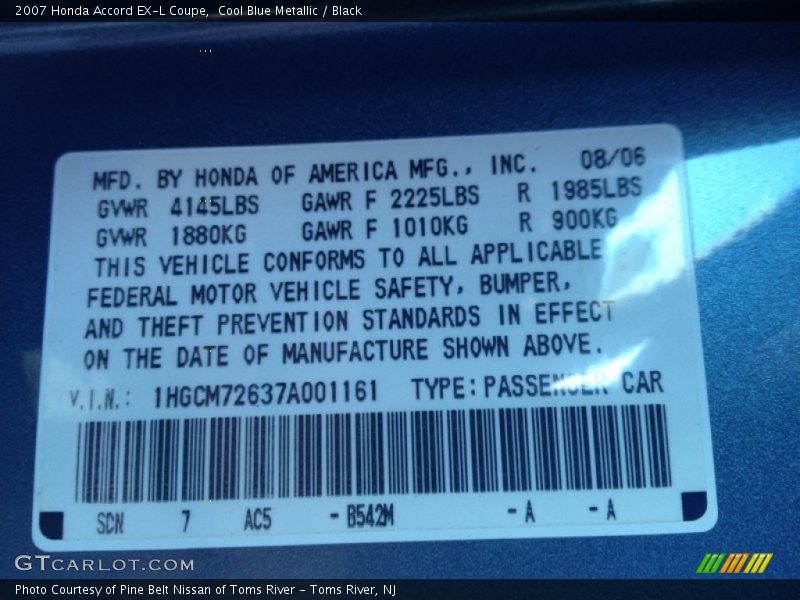 2007 Honda Accord EX-L Coupe,  Cool Blue Metallic / Black
MFD. BY HONDA OF AMERICA MFG., INC. 08/06
GVWR 4145LBS GAWR F 2225LBS R 1985LBS
GVWR 1880KG GAWR F 1010KG R 900KG
THIS VEHICLE CONFORMS TO ALL APPLICABLE
FEDERAL MOTOR VEHICLE SAFETY, BUMPER,
AND THEFT PREVENTION STANDARDS IN EFFECT
ON THE DATE OF MANUFACTURE SHOWN ABOVE.
V.I.N.: 1HGCM72637A001161 TYPE:PASSENGER CAR
SDN 7 AC5 -B542M -A -A
GTCARLOT.COM
Photo Courtesy of Pine Belt Nissan of Toms River – Toms River, NJ